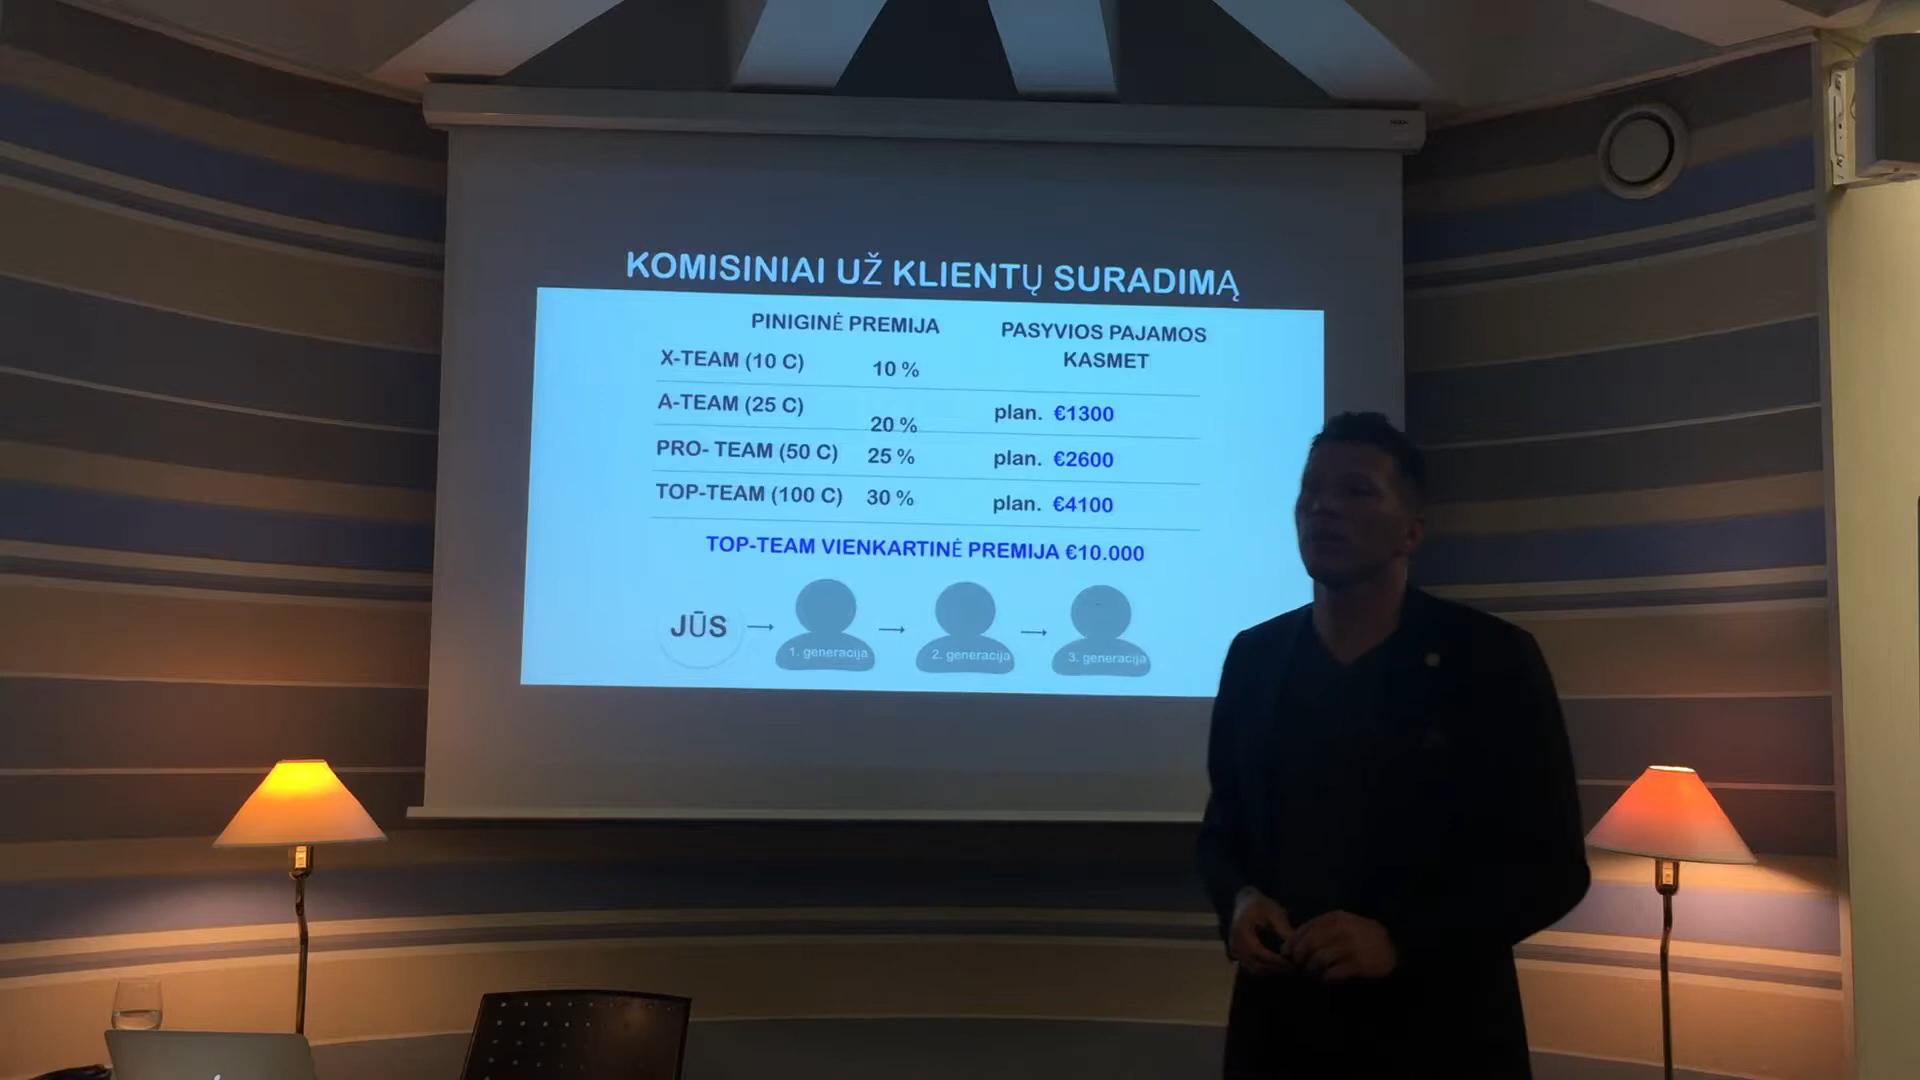 KOMISINIAI UŽ KLIENTŲ SURADIMĄ
PINIGINĖ PREMIJA
PASYVIOS PAJAMOS
KASMET
X-TEAM (10 C) 10 %
A-TEAM (25 C) 20 % plan. €1300
PRO- TEAM (50 C) 25 % plan. €2600
TOP-TEAM (100 C) 30 % plan. €4100
TOP-TEAM VIENKARTINĖ PREMIJA €10.000
JŪS
1. generacija
2. generacija
3. generacija